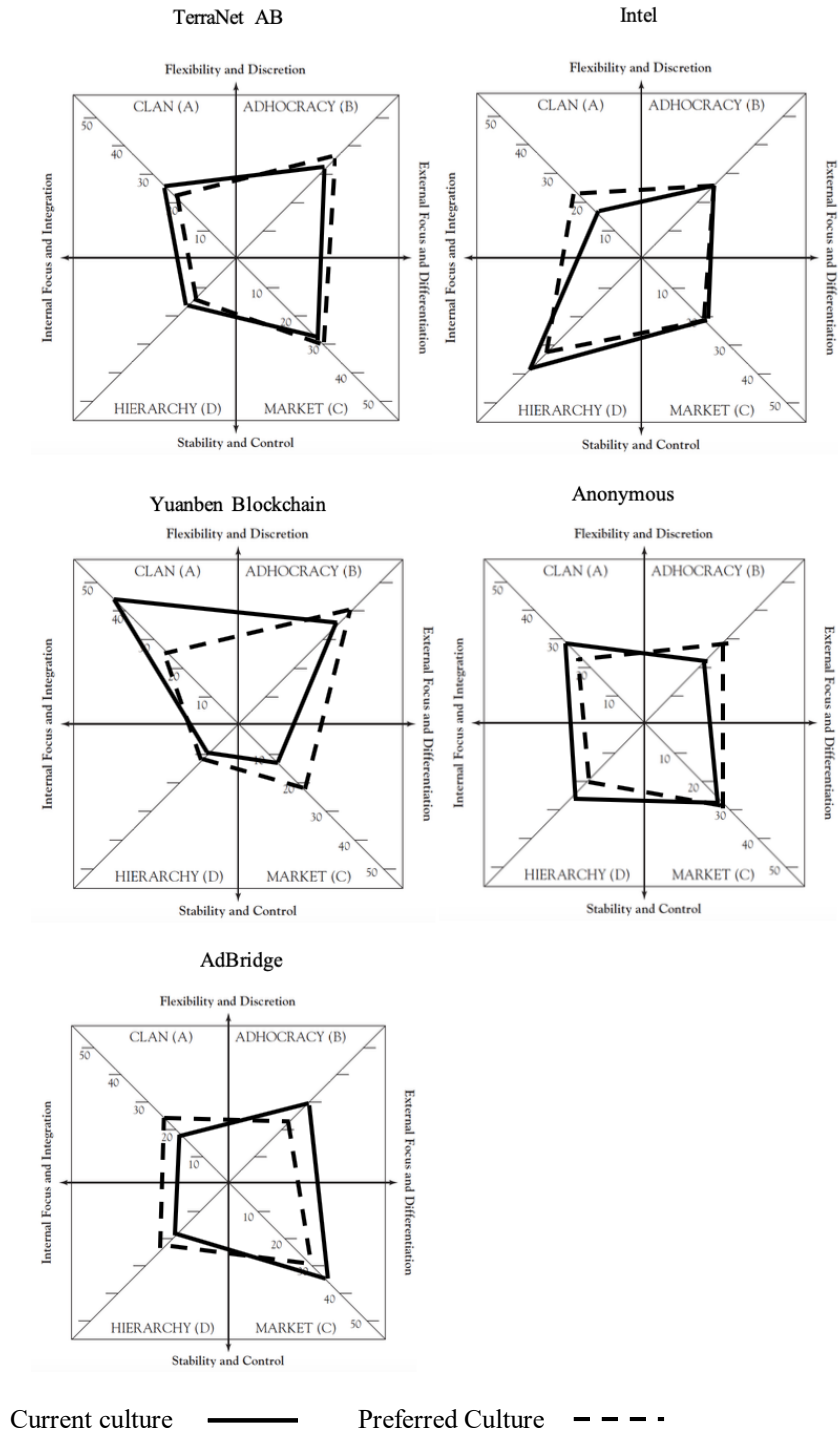 TerraNet AB
Flexibility and Discretion
CLAN (A)
ADHOCRACY (B)
50
40
30
20
10
10
20
30
40
50
Internal Focus and Integration
External Focus and Differentiation
HIERARCHY (D)
MARKET (C)
Stability and Control
Intel
Flexibility and Discretion
CLAN (A)
ADHOCRACY (B)
50
40
30
20
10
10
20
30
40
50
Internal Focus and Integration
External Focus and Differentiation
HIERARCHY (D)
MARKET (C)
Stability and Control
Yuanben Blockchain
Flexibility and Discretion
CLAN (A)
ADHOCRACY (B)
50
40
30
20
10
10
20
30
40
50
Internal Focus and Integration
External Focus and Differentiation
HIERARCHY (D)
MARKET (C)
Stability and Control
Anonymous
Flexibility and Discretion
CLAN (A)
ADHOCRACY (B)
50
40
30
20
10
10
20
30
40
50
Internal Focus and Integration
External Focus and Differentiation
HIERARCHY (D)
MARKET (C)
Stability and Control
AdBridge
Flexibility and Discretion
CLAN (A)
ADHOCRACY (B)
50
40
30
20
10
10
20
30
40
50
Internal Focus and Integration
External Focus and Differentiation
HIERARCHY (D)
MARKET (C)
Stability and Control
Current culture
Preferred Culture